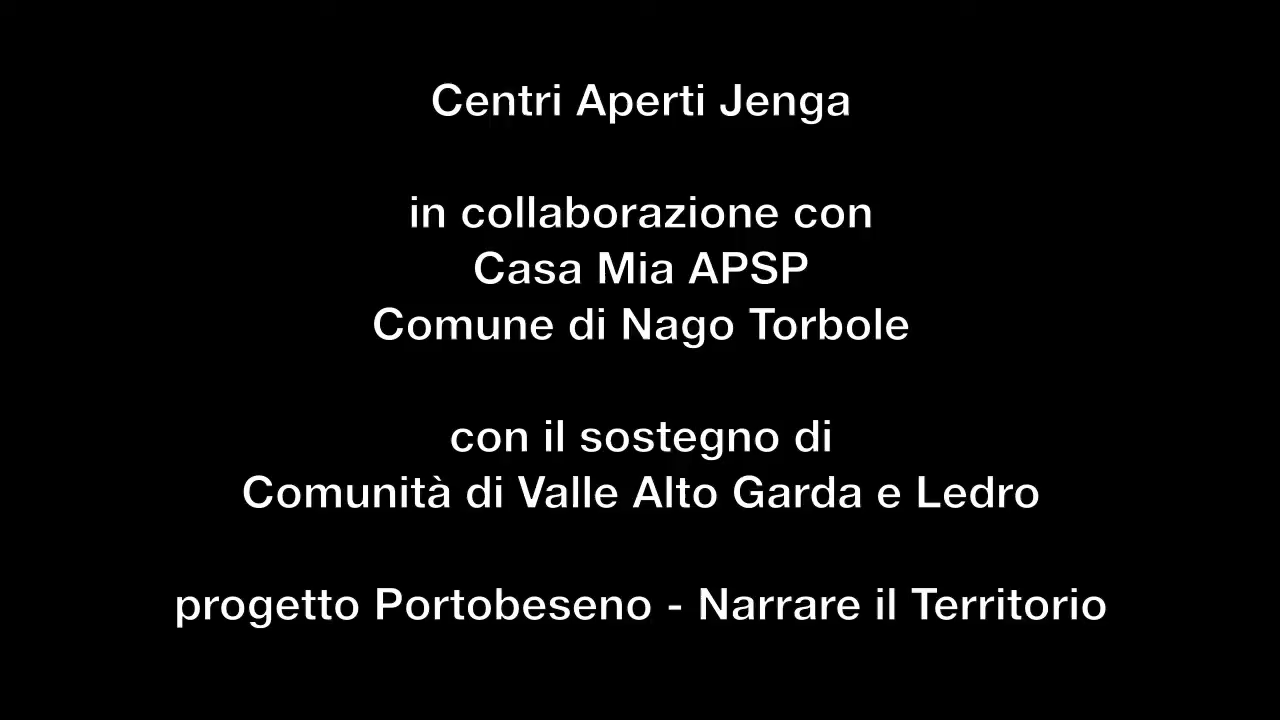 Centri Aperti Jenga
in collaborazione con
Casa Mia APSP
Comune di Nago Torbole
con il sostegno di
Comunità di Valle Alto Garda e Ledro
progetto Portobeseno - Narrare il Territorio